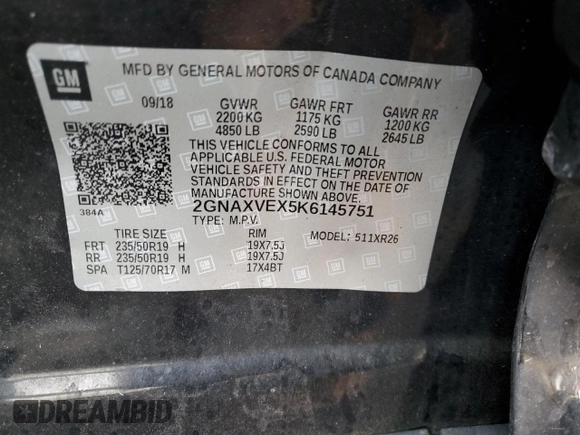 GM
MFD BY GENERAL MOTORS OF CANADA COMPANY
09/18 GVWR GAWR FRT GAWR RR
2200 KG 1175 KG 1200 KG
4850 LB 2590 LB 2645 LB
THIS VEHICLE CONFORMS TO ALL
APPLICABLE U.S. FEDERAL MOTOR
VEHICLE SAFETY AND THEFT PREVENTION
STANDARDS IN EFFECT ON THE DATE OF
MANUFACTURE SHOWN ABOVE.
384A 2GNAXVEX5K6145751
TYPE: M.P.V.
TIRE SIZE RIM MODEL: 511XR26
FRT 235/50R19 H 19X7.5J
RR 235/50R19 H 19X7.5J
SPA T125/70R17 M 17X4BT
DREAMBID